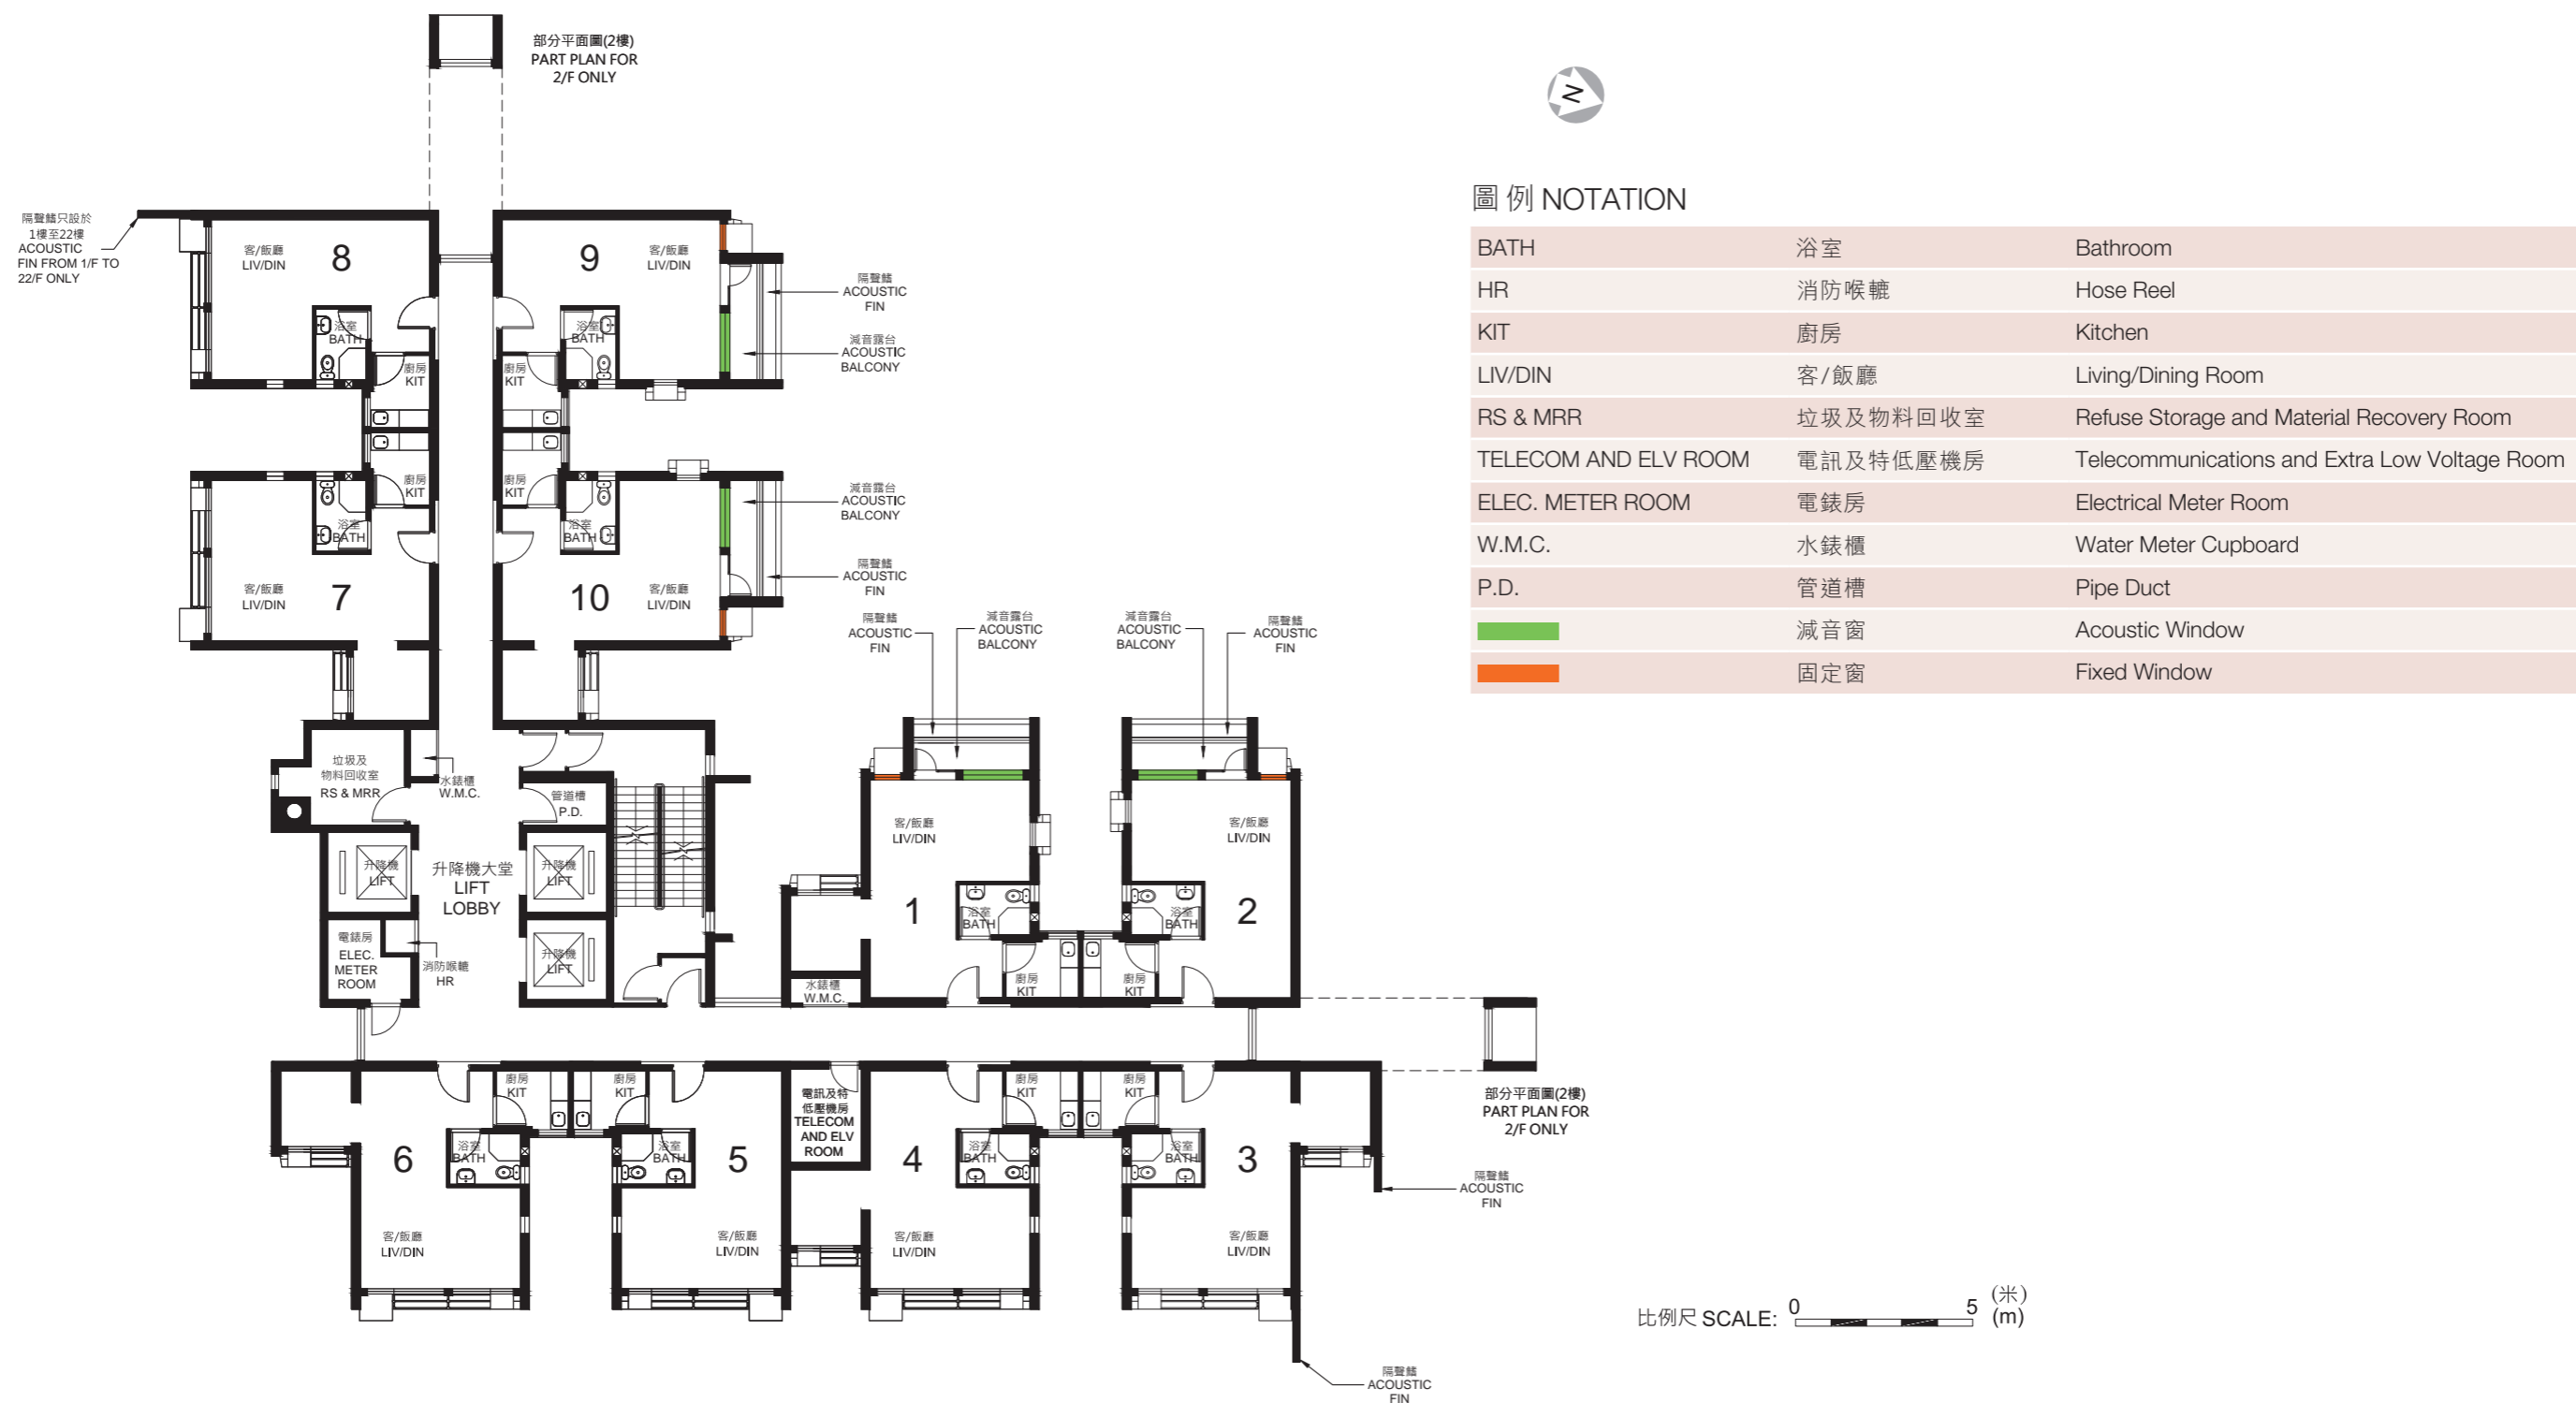 部分平面圖(2樓)
PART PLAN FOR
2/F ONLY
N
圖例 NOTATION
BATH 浴室 Bathroom
HR 消防喉轆 Hose Reel
KIT 廚房 Kitchen
LIV/DIN 客/飯廳 Living/Dining Room
RS & MRR 垃圾及物料回收室 Refuse Storage and Material Recovery Room
TELECOM AND ELV ROOM 電訊及特低壓機房 Telecommunications and Extra Low Voltage Room
ELEC. METER ROOM 電錶房 Electrical Meter Room
W.M.C. 水錶櫃 Water Meter Cupboard
P.D. 管道槽 Pipe Duct
減音窗 Acoustic Window
固定窗 Fixed Window
隔聲鰭只設於
1樓至22樓
ACOUSTIC
FIN FROM 1/F TO
22/F ONLY
客/飯廳
LIV/DIN
8
浴室
BATH
廚房
KIT
9
客/飯廳
LIV/DIN
浴室
BATH
廚房
KIT
隔聲鰭
ACOUSTIC
FIN
減音露台
ACOUSTIC
BALCONY
廚房
KIT
浴室
BATH
客/飯廳
LIV/DIN
7
廚房
KIT
浴室
BATH
10
客/飯廳
LIV/DIN
減音露台
ACOUSTIC
BALCONY
隔聲鰭
ACOUSTIC
FIN
隔聲鰭
ACOUSTIC
FIN
減音露台
ACOUSTIC
BALCONY
減音露台
ACOUSTIC
BALCONY
隔聲鰭
ACOUSTIC
FIN
垃圾及
物料回收室
RS & MRR
水錶櫃
W.M.C.
管道槽
P.D.
升降機
LIFT
升降機大堂
LIFT
LOBBY
升降機
LIFT
升降機
LIFT
電錶房
ELEC.
METER
ROOM
消防喉轆
HR
客/飯廳
LIV/DIN
1
浴室
BATH
廚房
KIT
水錶櫃
W.M.C.
客/飯廳
LIV/DIN
2
浴室
BATH
廚房
KIT
廚房
KIT
浴室
BATH
6
客/飯廳
LIV/DIN
廚房
KIT
浴室
BATH
5
客/飯廳
LIV/DIN
電訊及特
低壓機房
TELECOM
AND ELV
ROOM
廚房
KIT
浴室
BATH
4
客/飯廳
LIV/DIN
廚房
KIT
浴室
BATH
3
客/飯廳
LIV/DIN
部分平面圖(2樓)
PART PLAN FOR
2/F ONLY
隔聲鰭
ACOUSTIC
FIN
隔聲鰭
ACOUSTIC
FIN
比例尺 SCALE: 0 5 (米)
(m)